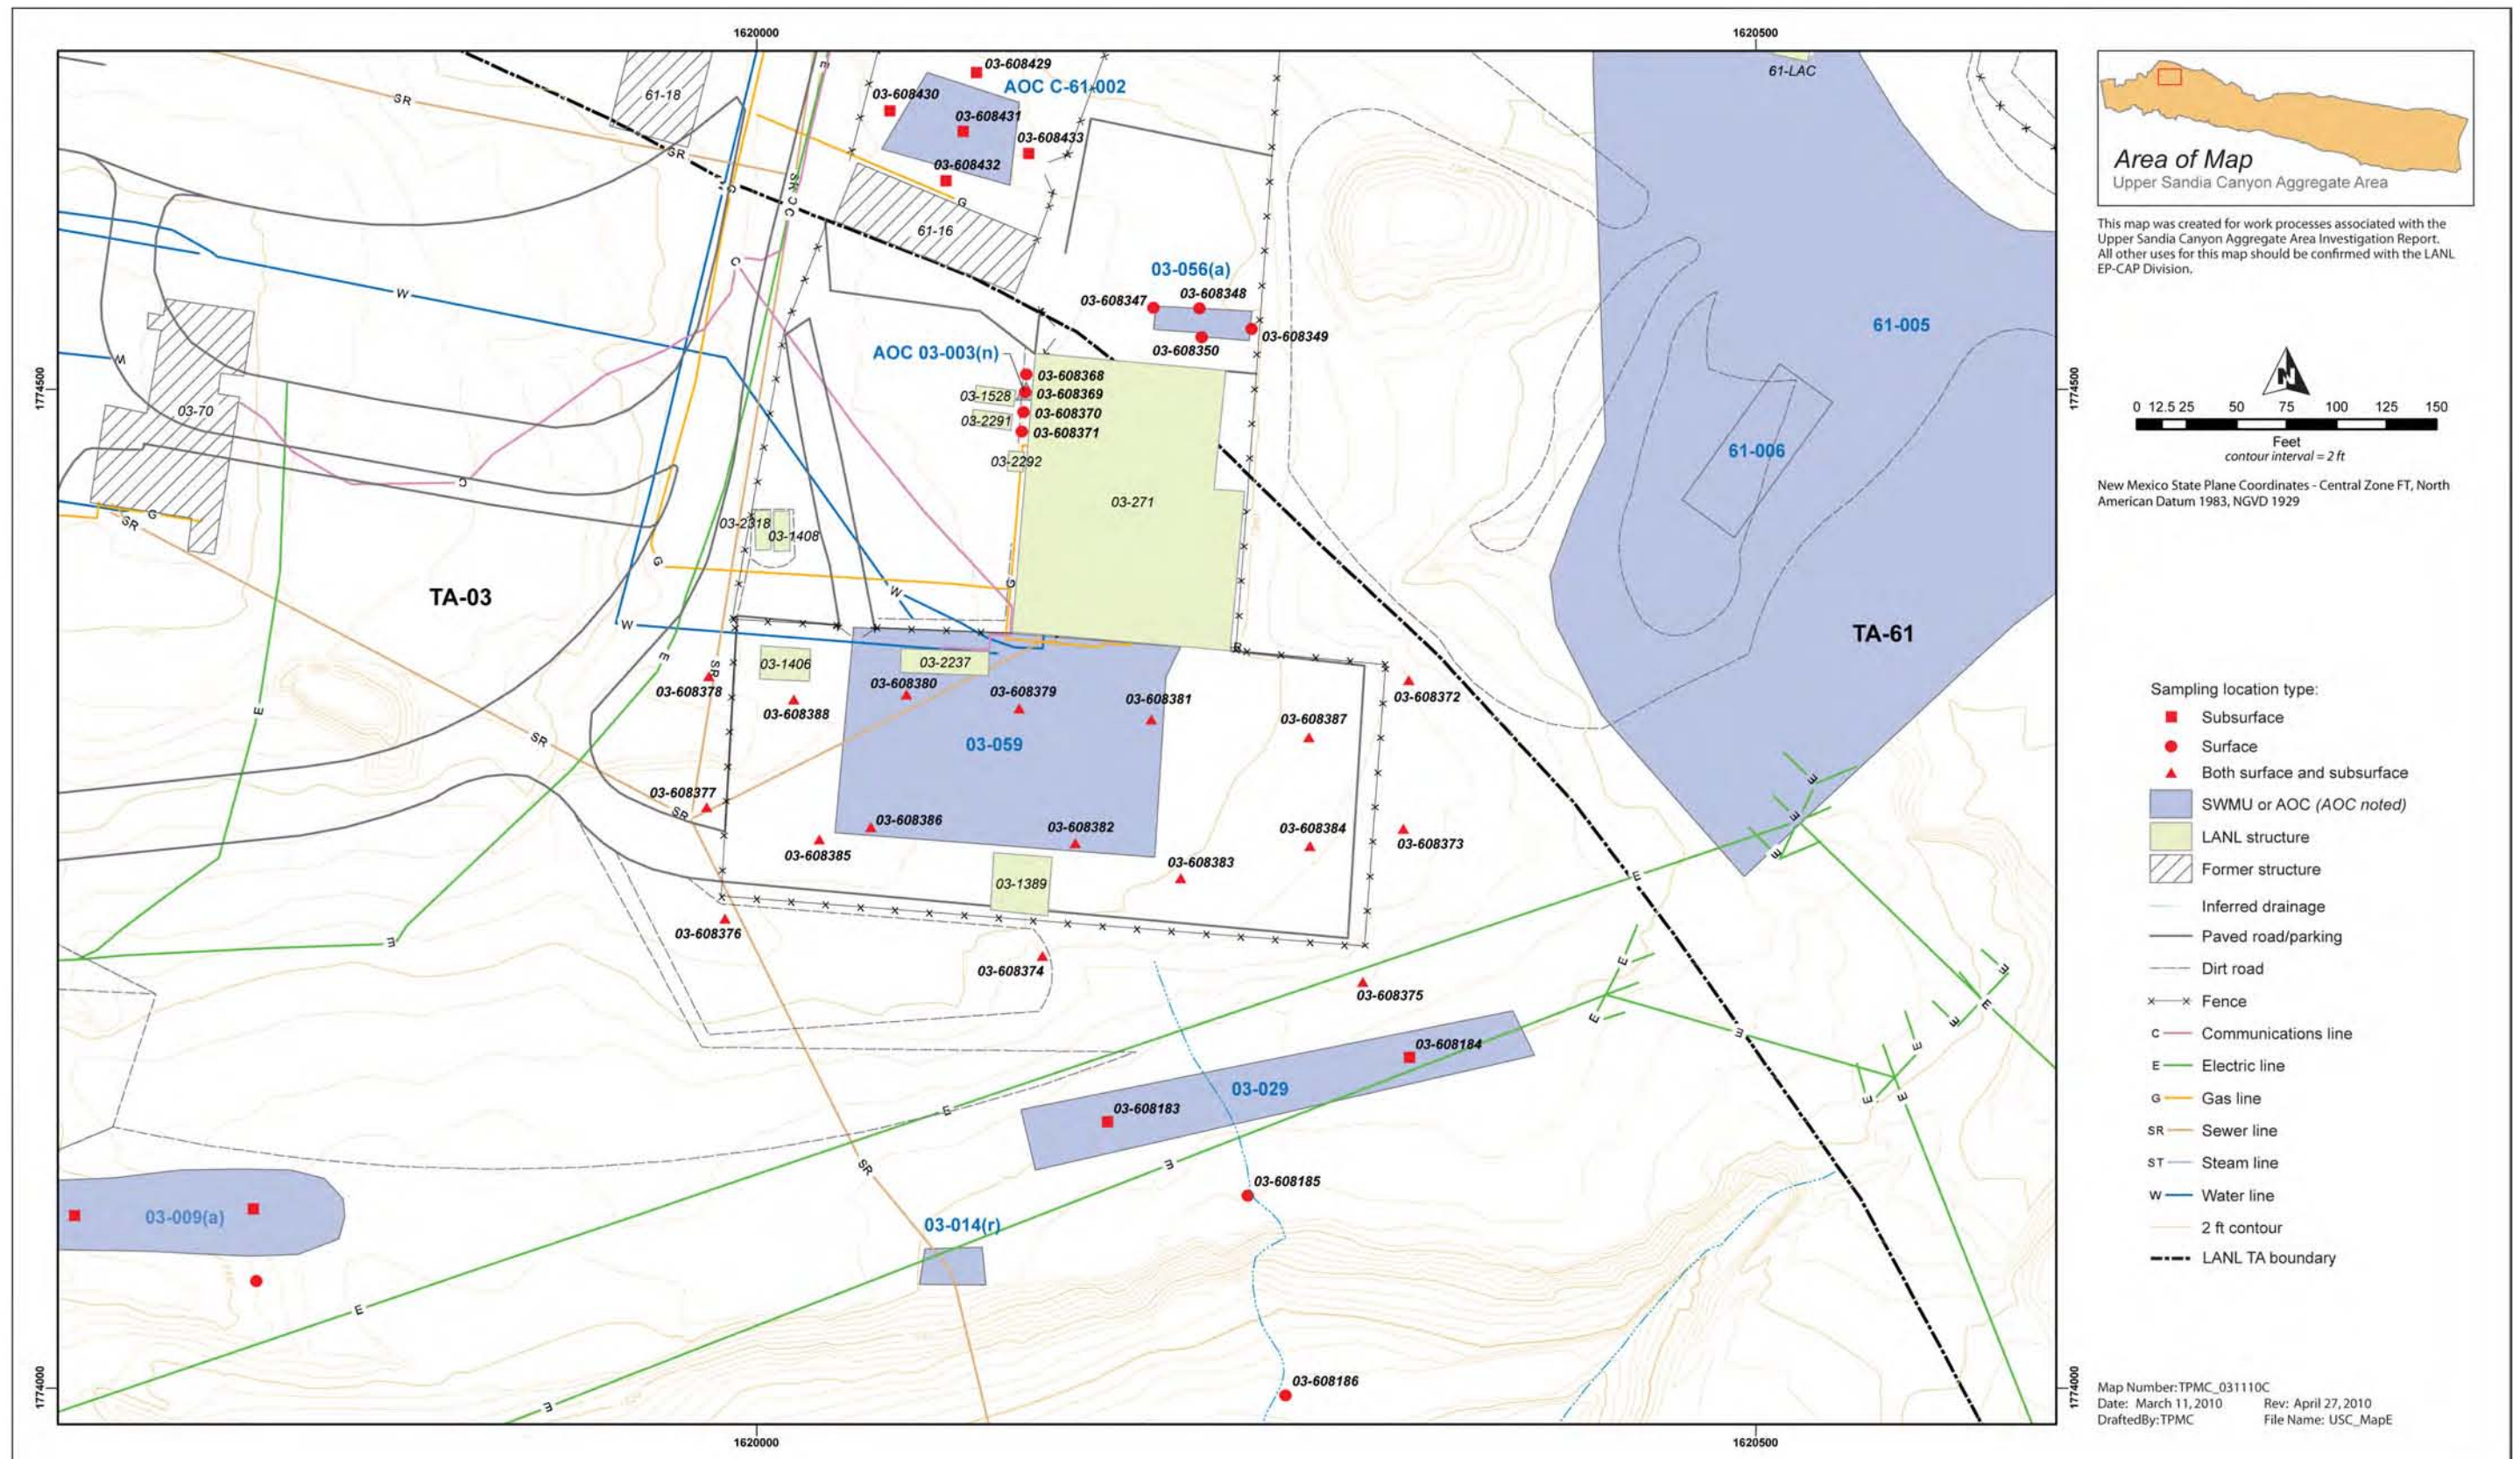 1620000
1620500
03-608429
AOC C-61-002
61-LAC
E
61-18
SR
03-608430
03-608431
03-608433
SR
03-608432
W
G
SR
C
C
G
61-16
C
03-056(a)
W
03-608347
03-608348
03-608349
03-608350
61-005
W
AOC 03-003(n)
03-608368
1774500
1774500
03-1528
03-608369
03-70
03-608370
03-2291
03-608371
61-006
03-2292
C
03-271
G
SR
03-2318
03-1408
G
G
W
TA-03
W
TA-61
E
SR
03-1406
03-2237
03-608378
03-608380
03-608379
03-608372
03-608381
03-608388
03-608387
E
SR
03-059
E
03-608377
SR
03-608386
03-608382
03-608384
E
03-608385
03-608373
E
03-608383
03-1389
E
03-608376
E
E
03-608374
E
03-608375
E
E
E
E
03-608184
E
03-029
E
E
03-608183
E
SR
E
03-608185
03-009(a)
03-014(r)
E
03-608186
E
1774000
1774000
1620000
1620500
Area of Map
Upper Sandia Canyon Aggregate Area
This map was created for work processes associated with the
Upper Sandia Canyon Aggregate Area Investigation Report.
All other uses for this map should be confirmed with the LANL
EP-CAP Division.
N
0 12.5 25 50 75 100 125 150
Feet
contour interval = 2 ft
New Mexico State Plane Coordinates - Central Zone FT, North
American Datum 1983, NGVD 1929
Sampling location type:
Subsurface
Surface
Both surface and subsurface
SWMU or AOC (AOC noted)
LANL structure
Former structure
Inferred drainage
Paved road/parking
Dirt road
Fence
C Communications line
E Electric line
G Gas line
SR Sewer line
ST Steam line
W Water line
2 ft contour
LANL TA boundary
Map Number: TPMC_031110C
Date: March 11, 2010 Rev: April 27, 2010
DraftedBy: TPMC File Name: USC_MapE